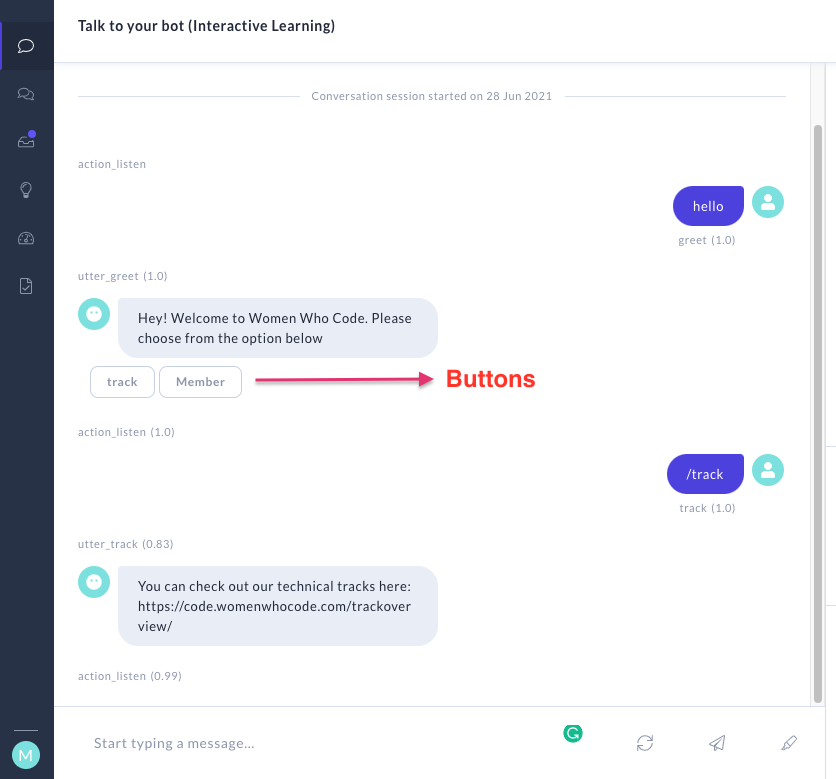 Talk to your bot (Interactive Learning)
Conversation session started on 28 Jun 2021
action_listen
hello
greet (1.0)
utter_greet (1.0)
Hey! Welcome to Women Who Code. Please
choose from the option below
track
Member
Buttons
action_listen (1.0)
/track
track (1.0)
utter_track (0.83)
You can check out our technical tracks here:
https://code.womenwhocode.com/trackover
view/
action_listen (0.99)
Start typing a message...
M